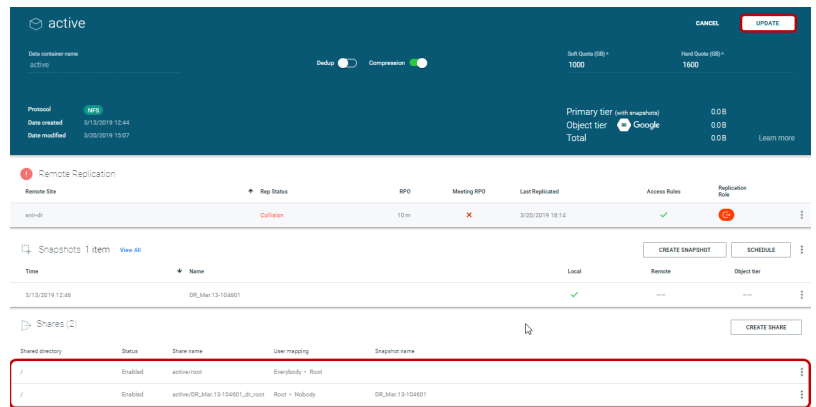 active
CANCEL
UPDATE
Data container name
active
Dedup
Compression
Soft Quota (GB) *
1000
Hard Quota (GB) *
1600
Protocol NFS
Date created 3/13/2019 12:44
Date modified 3/20/2019 15:07
Primary tier (with snapshots) 0.0 B
Object tier Google 0.0 B
Total 0.0 B Learn more
Remote Replication
Remote Site Rep Status RPO Meeting RPO Last Replicated Access Rules Replication Role
anir-dr Collision 10 m 3/20/2019 18:14
Snapshots 1 item View All CREATE SNAPSHOT SCHEDULE
Time Name Local Remote Object tier
3/13/2019 12:46 DR_Mar.13-104601 -- --
Shares (2) CREATE SHARE
Shared directory Status Share name User mapping Snapshot name
/ Enabled active/root Everybody • Root
/ Enabled active/DR_Mar.13-104601_dr_root Root • Nobody DR_Mar.13-104601